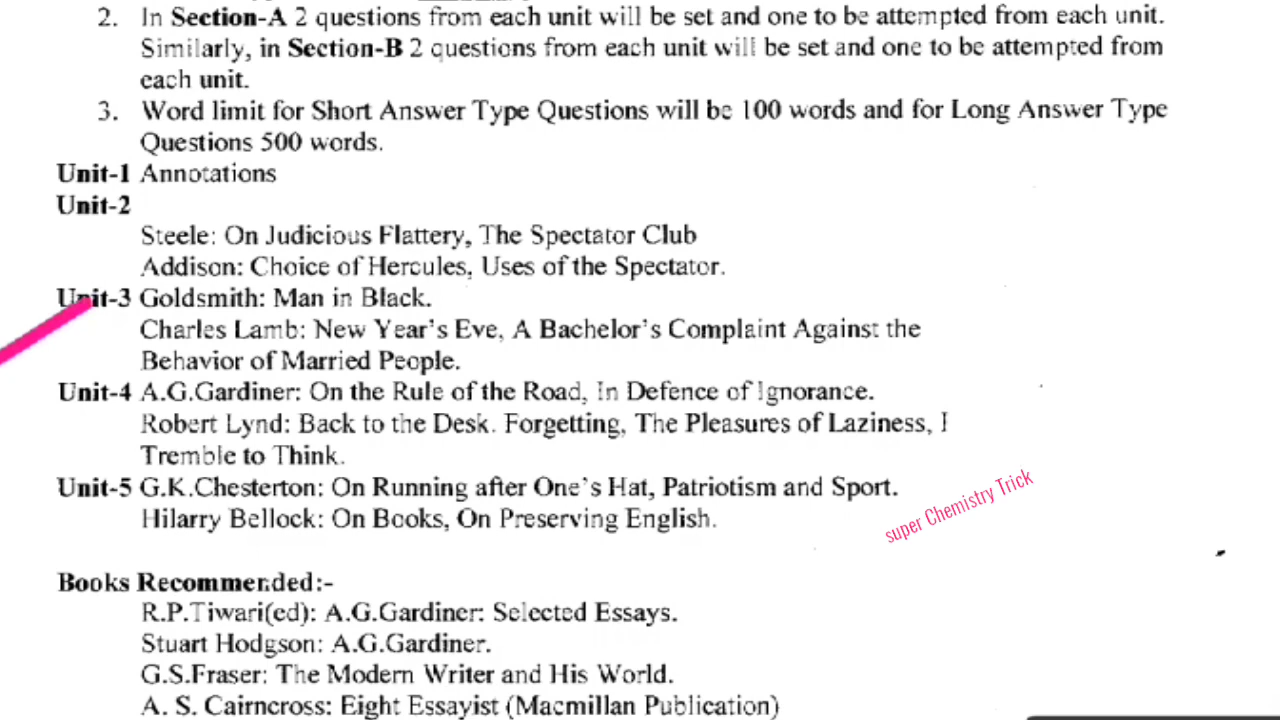 2. In Section-A 2 questions from each unit will be set and one to be attempted from each unit.
Similarly, in Section-B 2 questions from each unit will be set and one to be attempted from
each unit.
3. Word limit for Short Answer Type Questions will be 100 words and for Long Answer Type
Questions 500 words.
Unit-1 Annotations
Unit-2
Steele: On Judicious Flattery, The Spectator Club
Addison: Choice of Hercules, Uses of the Spectator.
Unit-3 Goldsmith: Man in Black.
Charles Lamb: New Year's Eve, A Bachelor's Complaint Against the
Behavior of Married People.
Unit-4 A.G.Gardiner: On the Rule of the Road, In Defence of Ignorance.
Robert Lynd: Back to the Desk. Forgetting, The Pleasures of Laziness, I
Tremble to Think.
Unit-5 G.K.Chesterton: On Running after One's Hat, Patriotism and Sport.
Hilarry Bellock: On Books, On Preserving English.
super Chemistry Trick
Books Recommended:-
R.P.Tiwari(ed): A.G.Gardiner: Selected Essays.
Stuart Hodgson: A.G.Gardiner.
G.S.Fraser: The Modern Writer and His World.
A. S. Cairncross: Eight Essayist (Macmillan Publication)